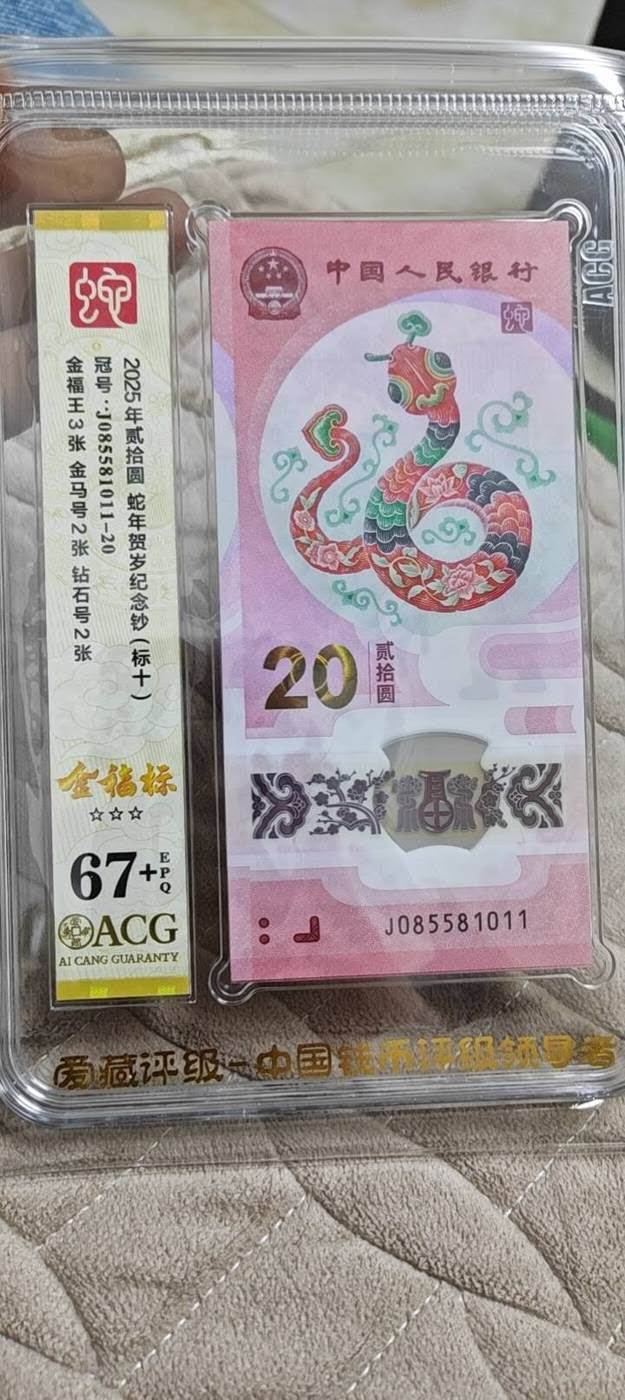 蛇
2025年贰拾圆 蛇年贺岁纪念钞(标十)
冠号:J085581011-20
金福王3张 金马号2张 钻石号2张
金福标
☆☆☆
67+
EPQ
ACG
AI CANG GUARANTY
中国人民银行
蛇
20
贰拾圆
福
J085581011
ACG
爱藏评级-中国钱币评级领导者